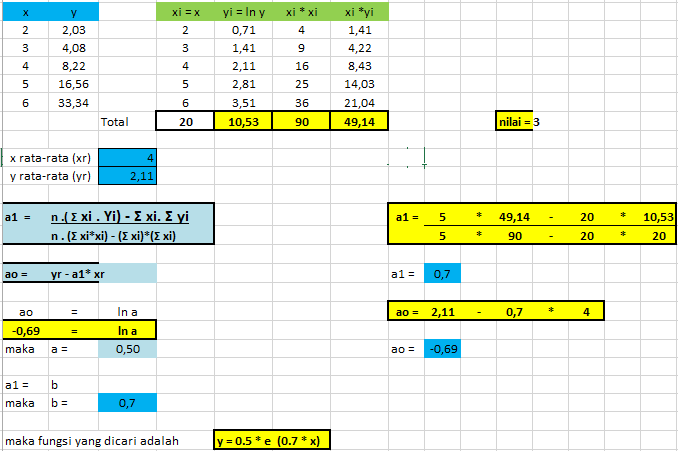 x y xi = x yi = ln y xi * xi xi *yi
2 2,03 2 0,71 4 1,41
3 4,08 3 1,41 9 4,22
4 8,22 4 2,11 16 8,43
5 16,56 5 2,81 25 14,03
6 33,34 6 3,51 36 21,04
Total 20 10,53 90 49,14 nilai = 3
x rata-rata (xr) 4
y rata-rata (yr) 2,11
a1 = n .( Σ xi . Yi) - Σ xi. Σ yi a1 = 5 * 49,14 - 20 * 10,53
n . (Σ xi*xi) - (Σ xi)*(Σ xi) 5 * 90 - 20 * 20
ao = yr - a1* xr a1 = 0,7
ao = ln a ao = 2,11 - 0,7 * 4
-0,69 = ln a
maka a = 0,50 ao = -0,69
a1 = b
maka b = 0,7
maka fungsi yang dicari adalah y = 0.5 * e (0.7 * x)